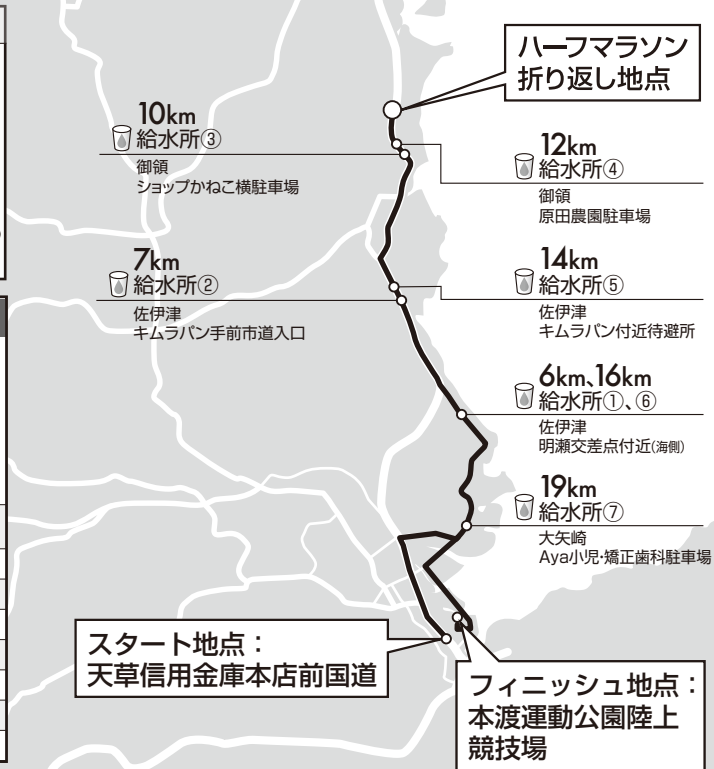 ハーフマラソン
折り返し地点
10km
給水所③
御領
ショップかねこ横駐車場
12km
給水所④
御領
原田農園駐車場
7km
給水所②
佐伊津
キムラパン手前市道入口
14km
給水所⑤
佐伊津
キムラパン付近待避所
6km、16km
給水所①、⑥
佐伊津
明瀬交差点付近(海側)
19km
給水所⑦
大矢崎
Aya小児・矯正歯科駐車場
スタート地点：
天草信用金庫本店前国道
フィニッシュ地点：
本渡運動公園陸上
競技場